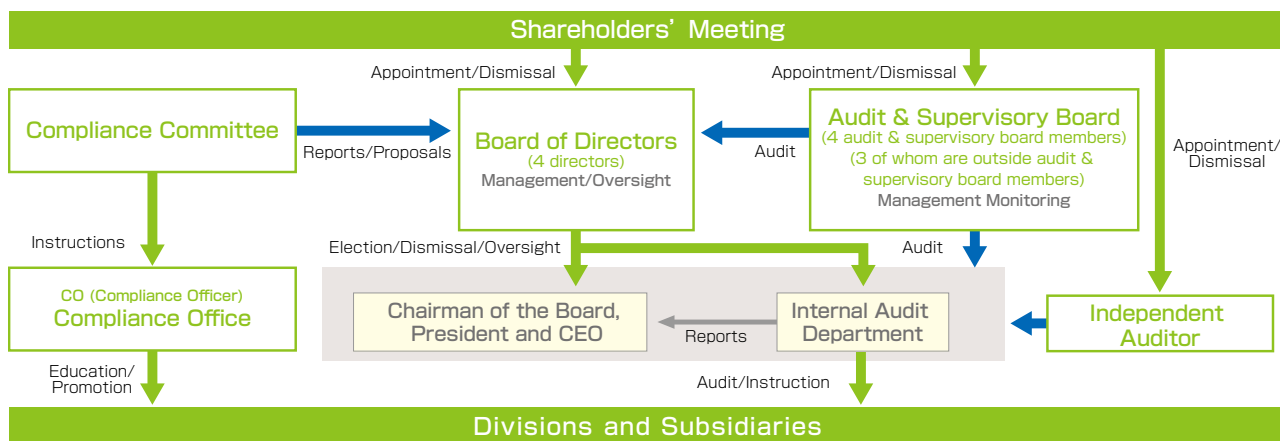 Shareholders’ Meeting
Appointment/Dismissal
Appointment/Dismissal
Compliance Committee
Reports/Proposals
Board of Directors
(4 directors)
Management/Oversight
Audit
Audit & Supervisory Board
(4 audit & supervisory board members)
(3 of whom are outside audit &
supervisory board members)
Management Monitoring
Appointment/
Dismissal
Instructions
Election/Dismissal/Oversight
Audit
CO (Compliance Officer)
Compliance Office
Chairman of the Board,
President and CEO
Reports
Internal Audit
Department
Independent
Auditor
Education/
Promotion
Audit/Instruction
Divisions and Subsidiaries